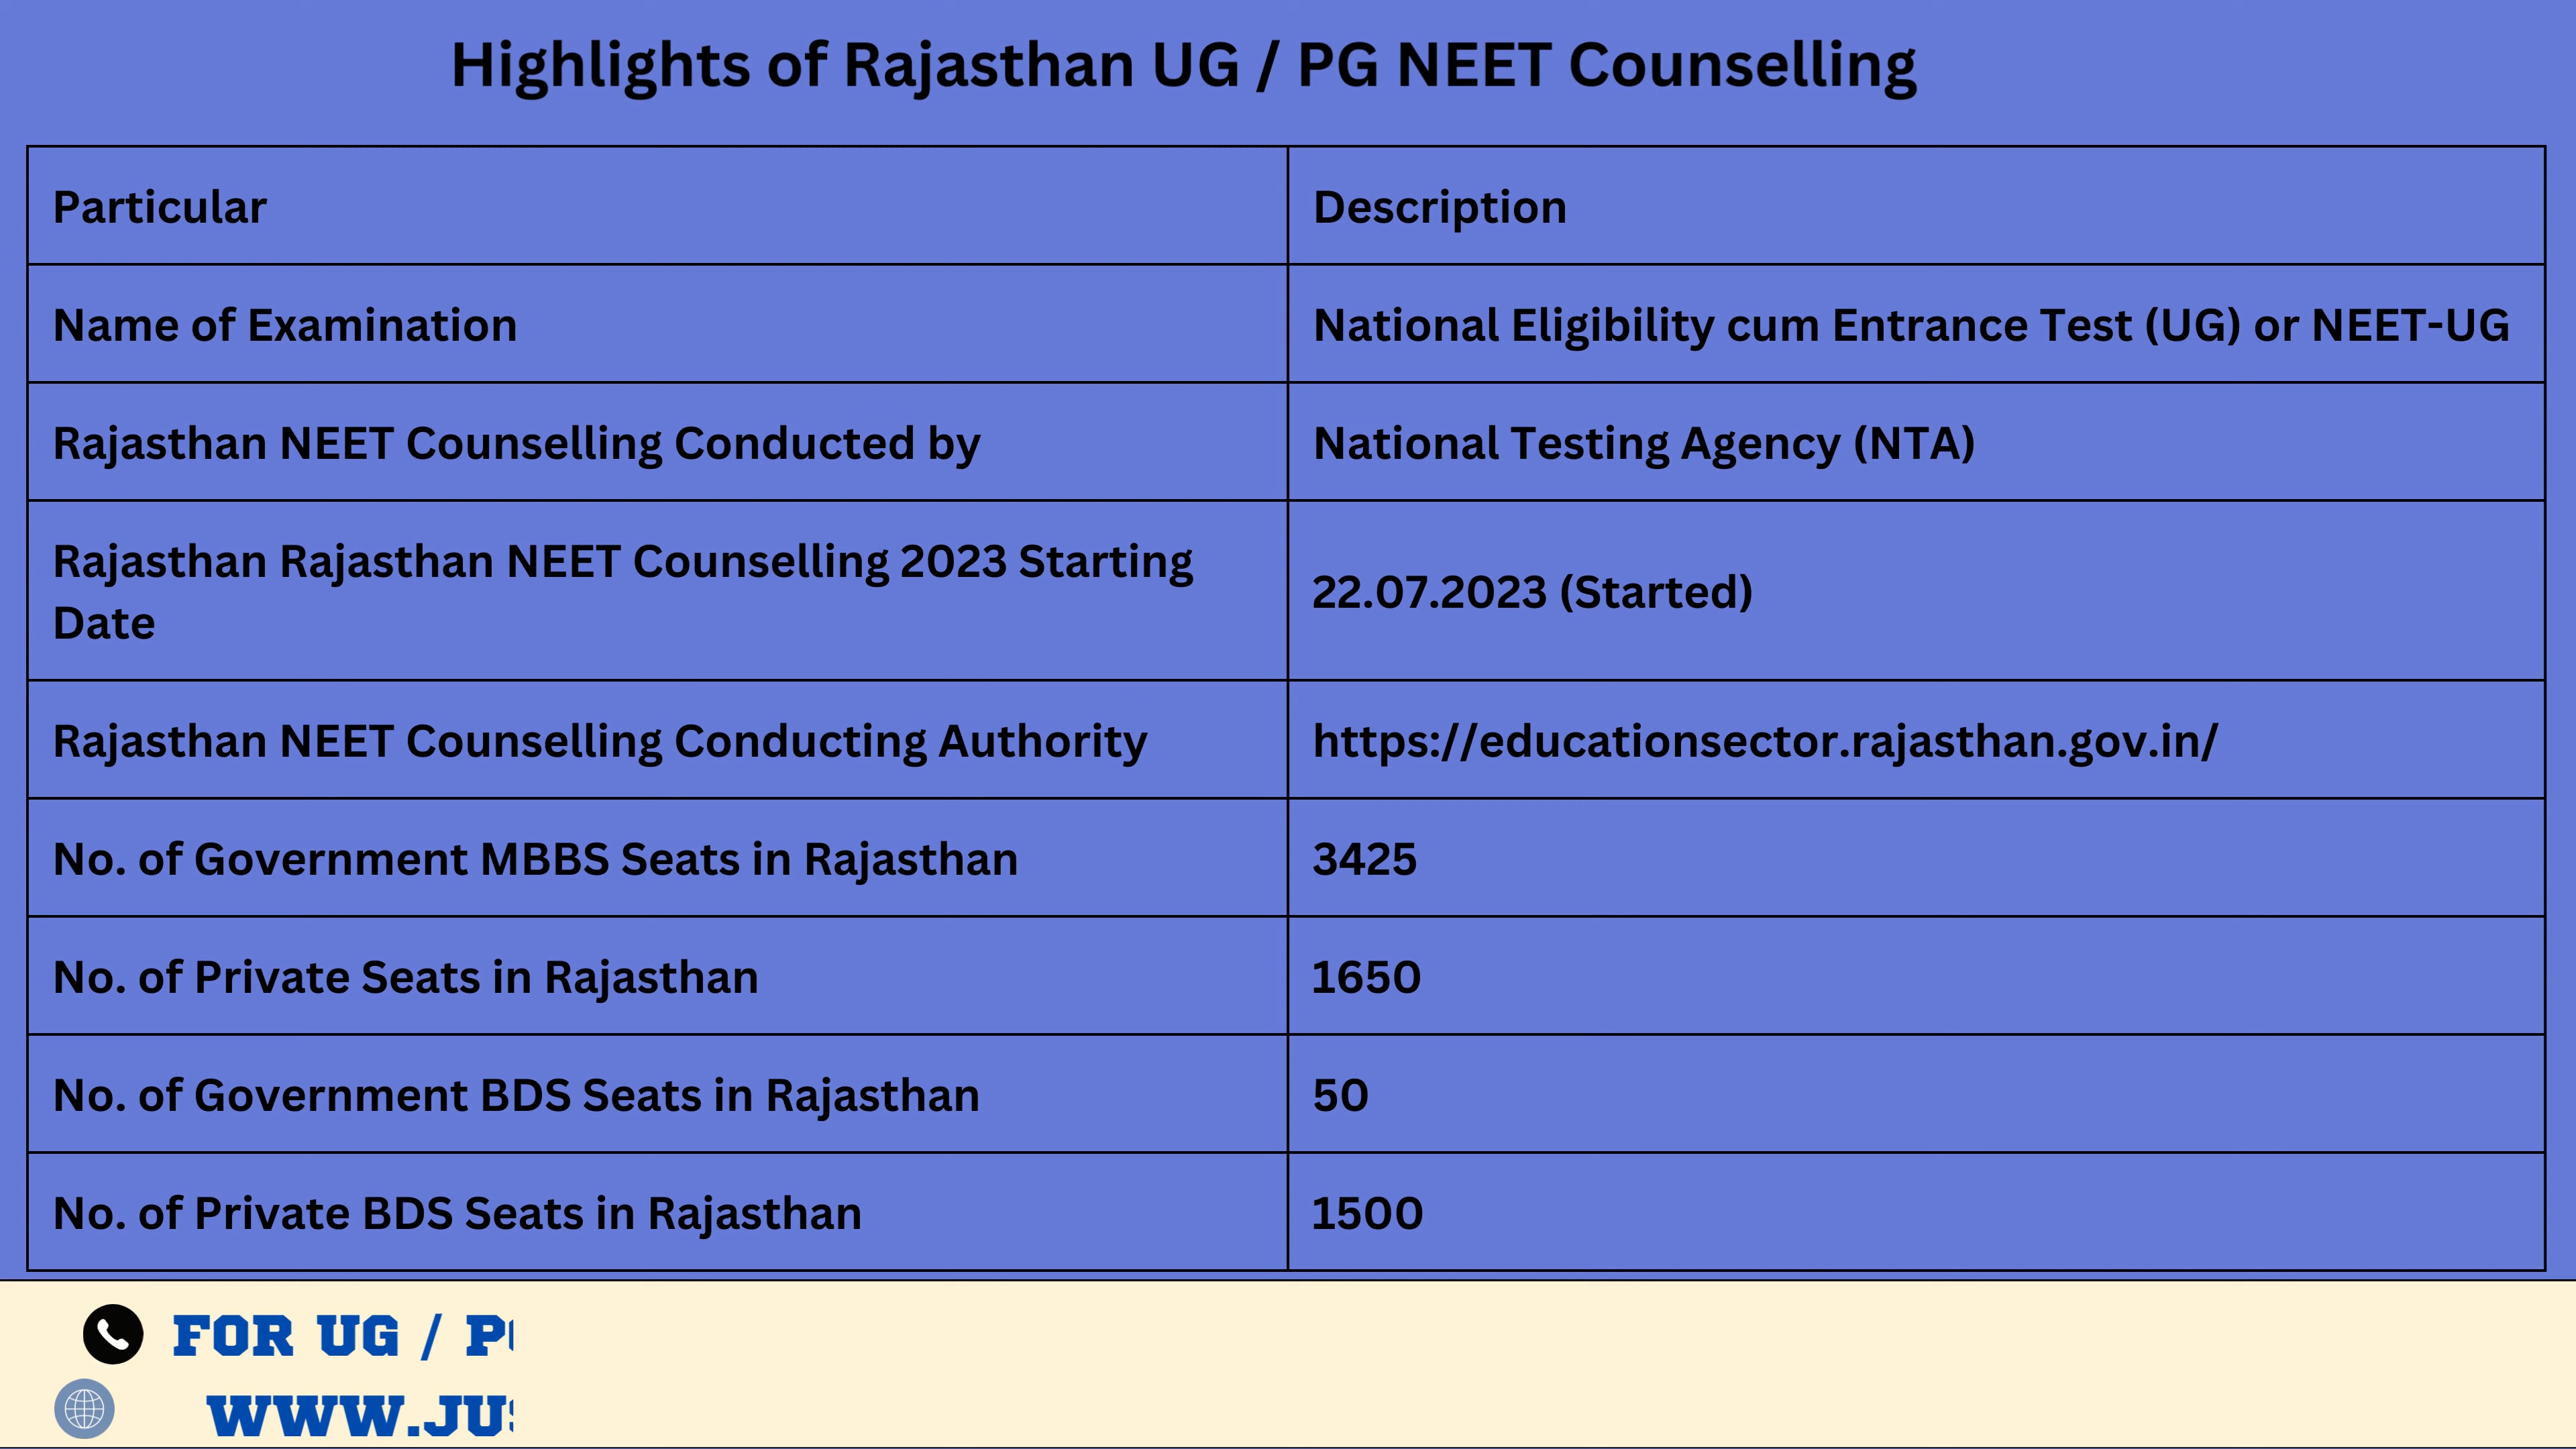 Highlights of Rajasthan UG / PG NEET Counselling
Particular
Description
Name of Examination
National Eligibility cum Entrance Test (UG) or NEET-UG
Rajasthan NEET Counselling Conducted by
National Testing Agency (NTA)
Rajasthan Rajasthan NEET Counselling 2023 Starting
Date
22.07.2023 (Started)
Rajasthan NEET Counselling Conducting Authority
https://educationsector.rajasthan.gov.in/
No. of Government MBBS Seats in Rajasthan
3425
No. of Private Seats in Rajasthan
1650
No. of Government BDS Seats in Rajasthan
50
No. of Private BDS Seats in Rajasthan
1500
FOR UG / P
WWW.JU